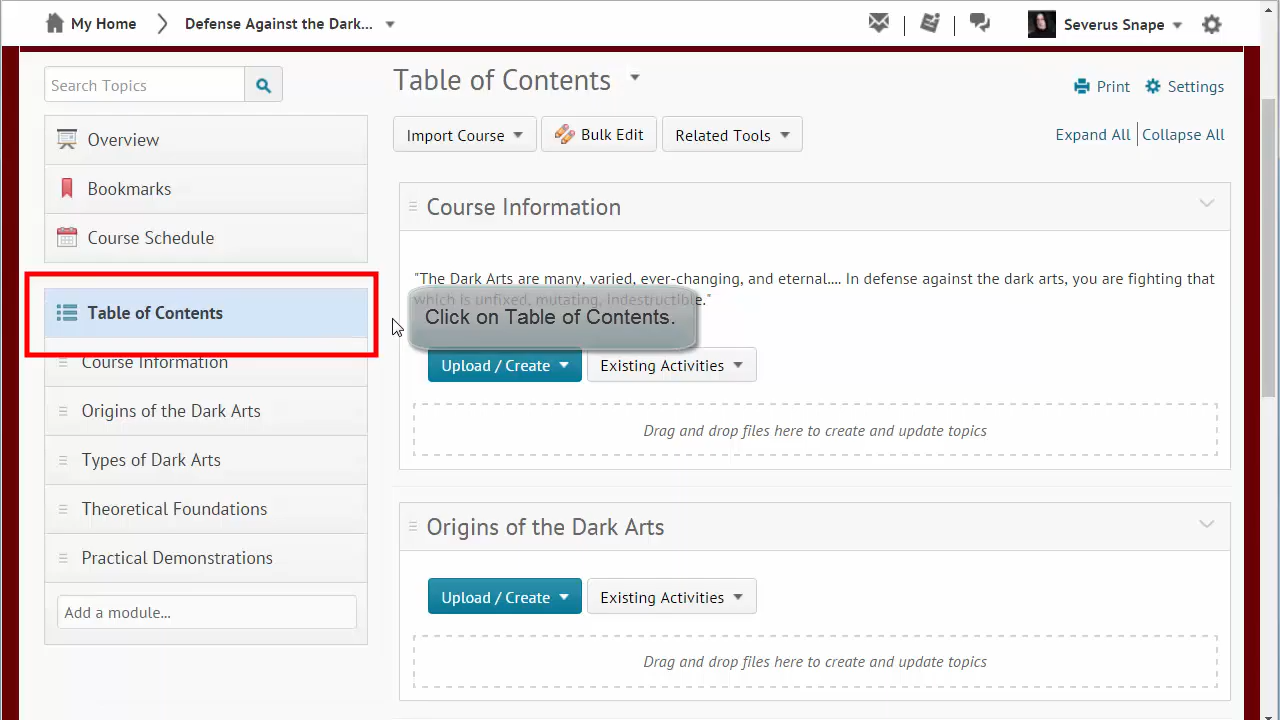 My Home
Defense Against the Dark...
Severus Snape
Search Topics
Overview
Bookmarks
Course Schedule
Table of Contents
Course Information
Origins of the Dark Arts
Types of Dark Arts
Theoretical Foundations
Practical Demonstrations
Add a module...
Table of Contents
Print
Settings
Import Course
Bulk Edit
Related Tools
Expand All
Collapse All
Course Information
"The Dark Arts are many, varied, ever-changing, and eternal.... In defense against the dark arts, you are fighting that
which is unfixed, mutating, indestructible."
Click on Table of Contents.
Upload / Create
Existing Activities
Drag and drop files here to create and update topics
Origins of the Dark Arts
Upload / Create
Existing Activities
Drag and drop files here to create and update topics